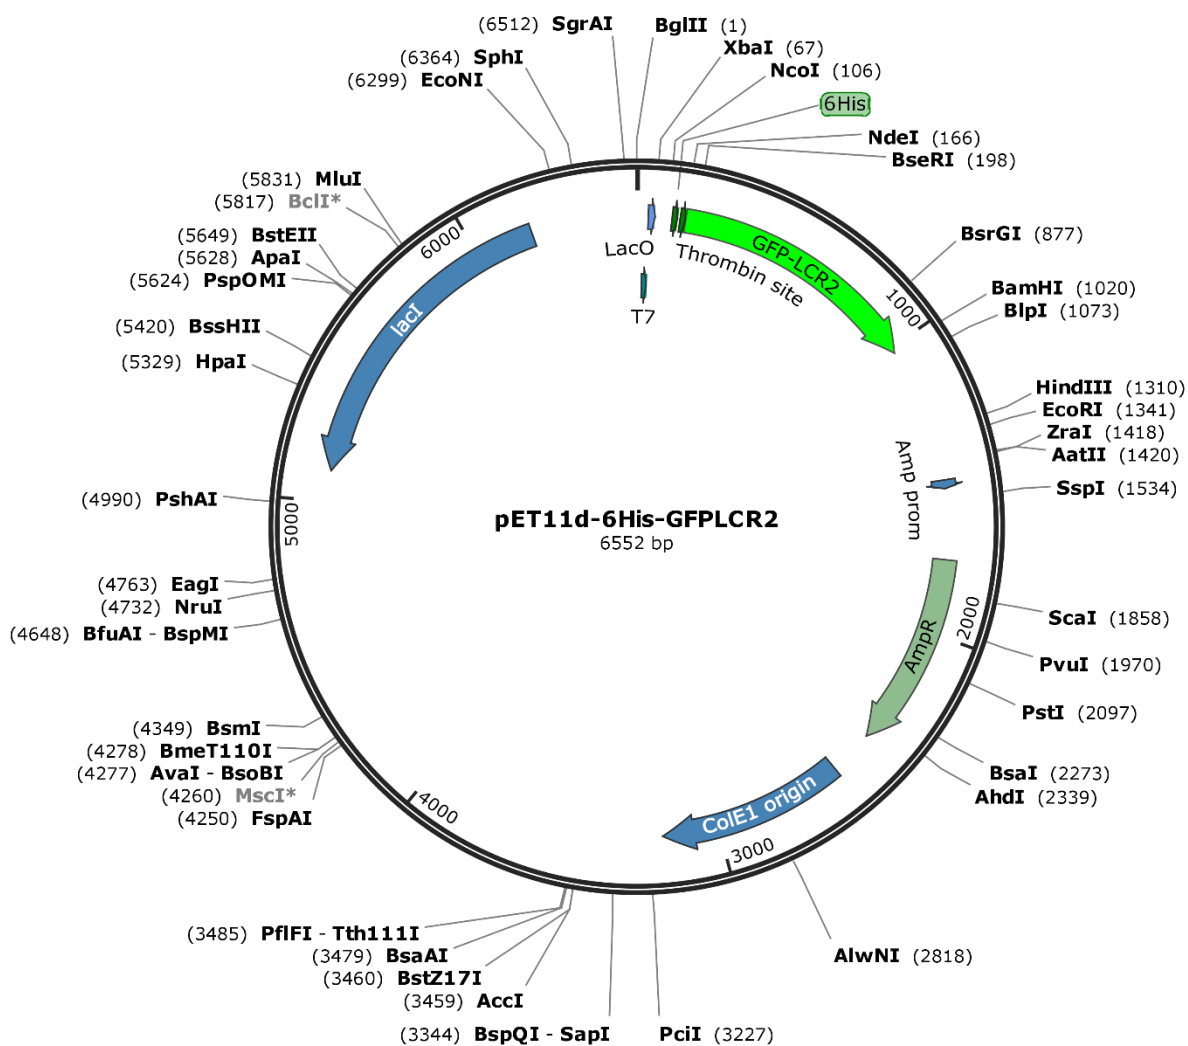 (6512) SgrAI
BglII (1)
(6364) SphI
XbaI (67)
(6299) EcoNI
NcoI (106)
6His
NdeI (166)
BseRI (198)
(5831) MluI
(5817) BclI*
(5649) BstEII
(5628) ApaI
(5624) PspOMI
(5420) BssHII
(5329) HpaI
BsrGI (877)
BamHI (1020)
BlpI (1073)
6000
LacO
Thrombin site
GFP-LCR2
1000
T7
lacI
HindIII (1310)
EcoRI (1341)
ZraI (1418)
AatII (1420)
SspI (1534)
Amp prom
(4990) PshAI
5000
pET11d-6His-GFPLCR2
6552 bp
(4763) EagI
(4732) NruI
(4648) BfuAI - BspMI
ScaI (1858)
2000
AmpR
PvuI (1970)
PstI (2097)
(4349) BsmI
(4278) BmeT110I
(4277) AvaI - BsoBI
(4260) MscI*
(4250) FspAI
BsaI (2273)
AhdI (2339)
4000
ColE1 origin
3000
(3485) PflFI - Tth111I
(3479) BsaAI
(3460) BstZ17I
(3459) AccI
(3344) BspQI - SapI
PciI (3227)
AlwNI (2818)